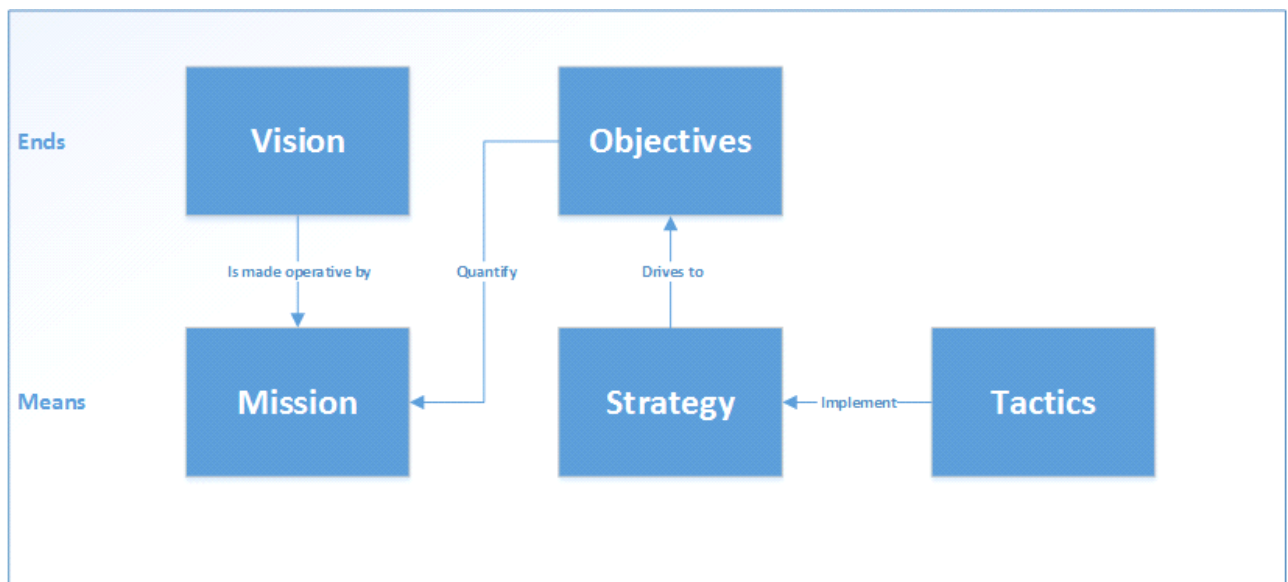 Ends
Vision
Objectives
Is made operative by
Quantify
Drives to
Means
Mission
Strategy
Implement
Tactics